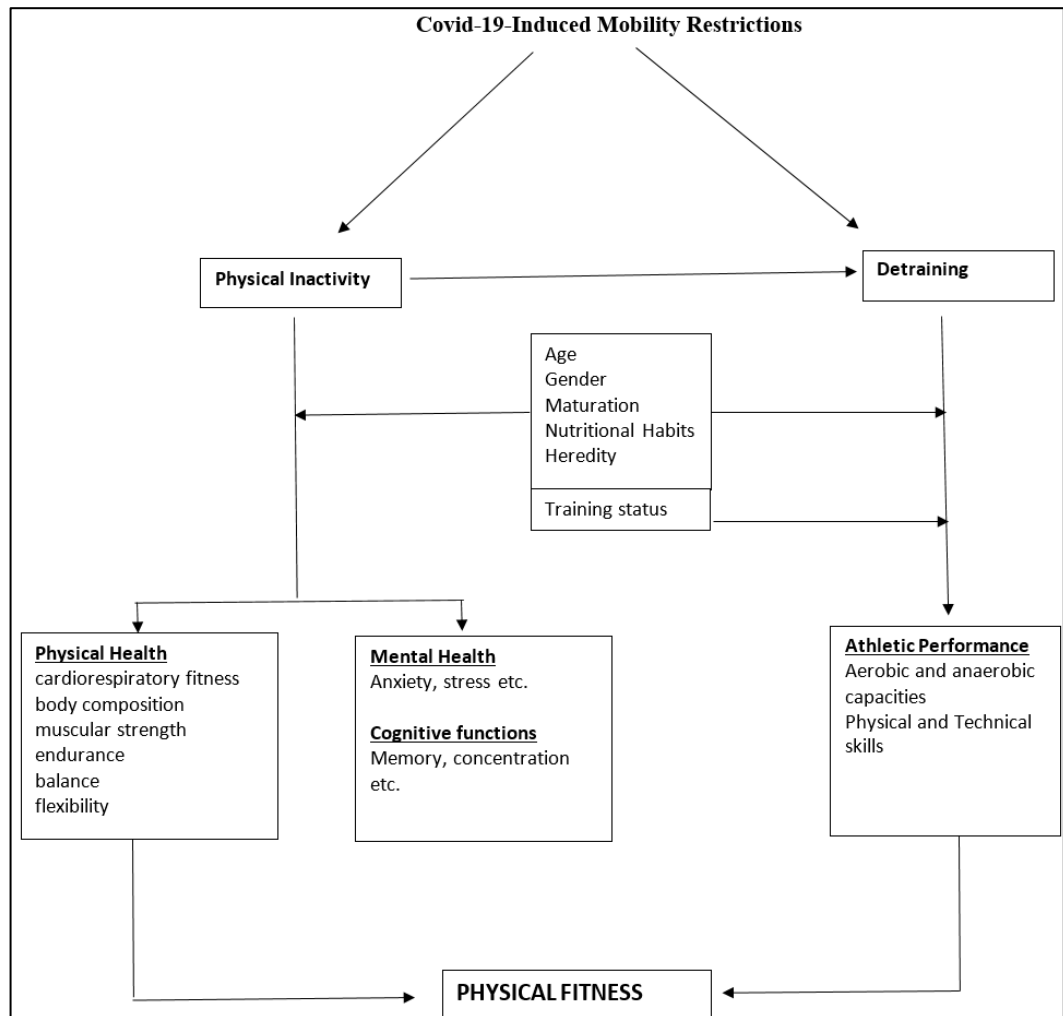 Covid-19-Induced Mobility Restrictions
Physical Inactivity
Detraining
Age
Gender
Maturation
Nutritional Habits
Heredity
Training status
Physical Health
cardiorespiratory fitness
body composition
muscular strength
endurance
balance
flexibility
Mental Health
Anxiety, stress etc.
Cognitive functions
Memory, concentration
etc.
Athletic Performance
Aerobic and anaerobic
capacities
Physical and Technical
skills
PHYSICAL FITNESS